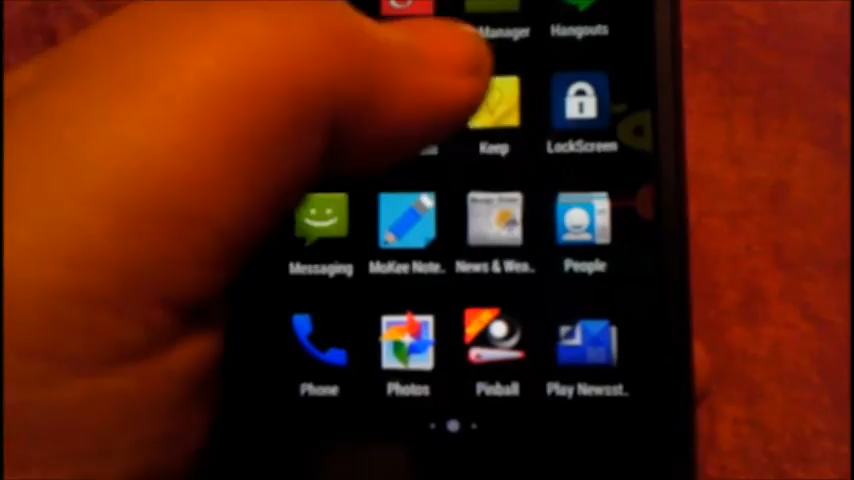 Manager
Hangouts
Keep
LockScreen
Messaging
MoKee Note..
News & Wea..
People
Phone
Photos
Pinball
Play Newsst..